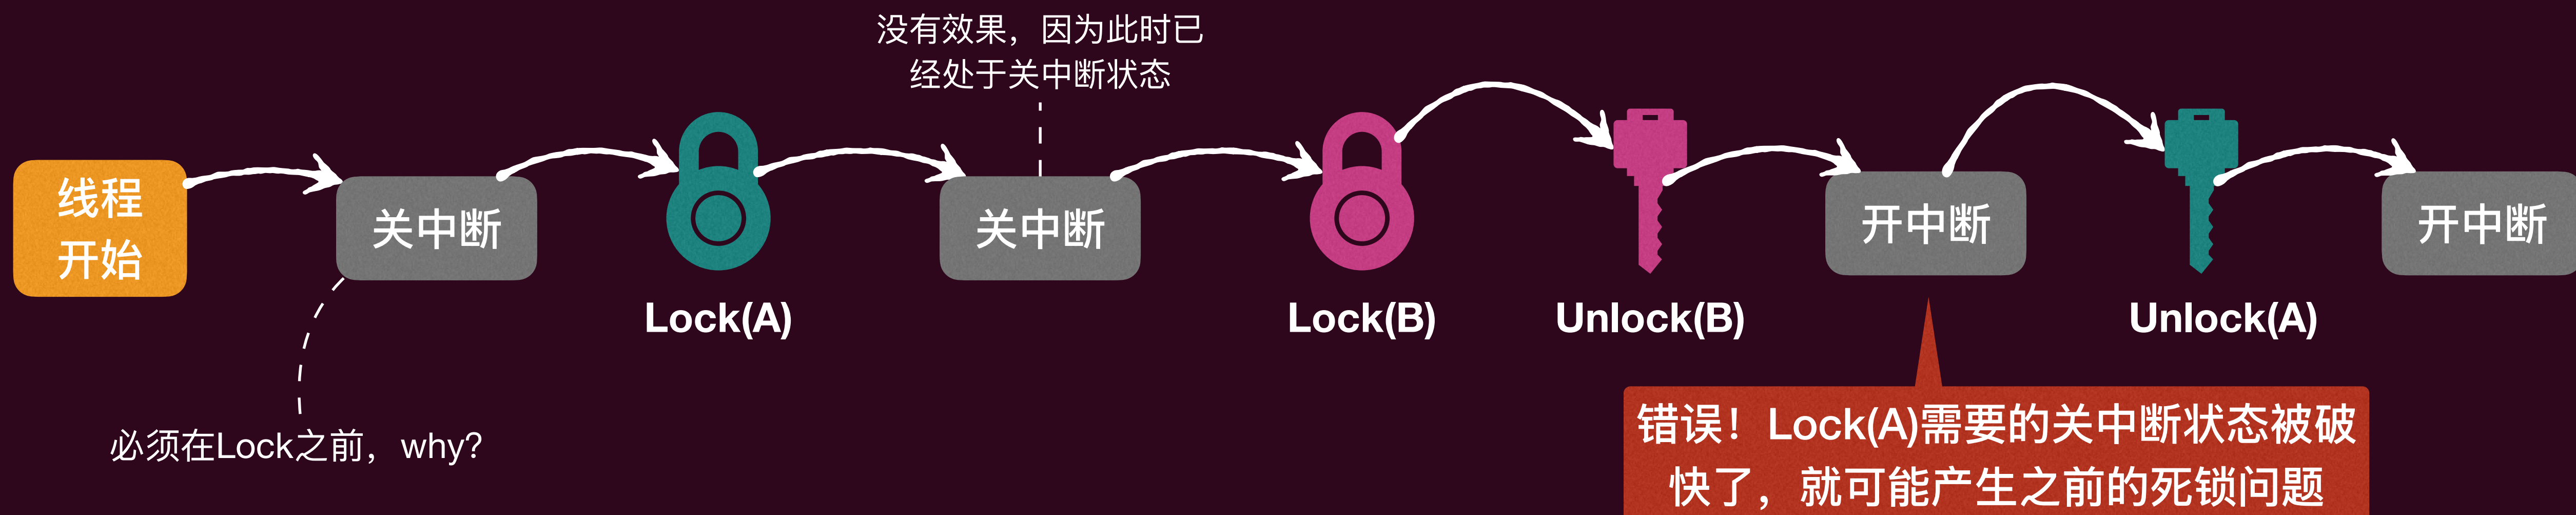 没有效果，因为此时已
经处于关中断状态
线程
开始
关中断
关中断
开中断
开中断
Lock(A)
Lock(B)
Unlock(B)
Unlock(A)
必须在Lock之前，why?
错误！Lock(A)需要的关中断状态被破
快了，就可能产生之前的死锁问题